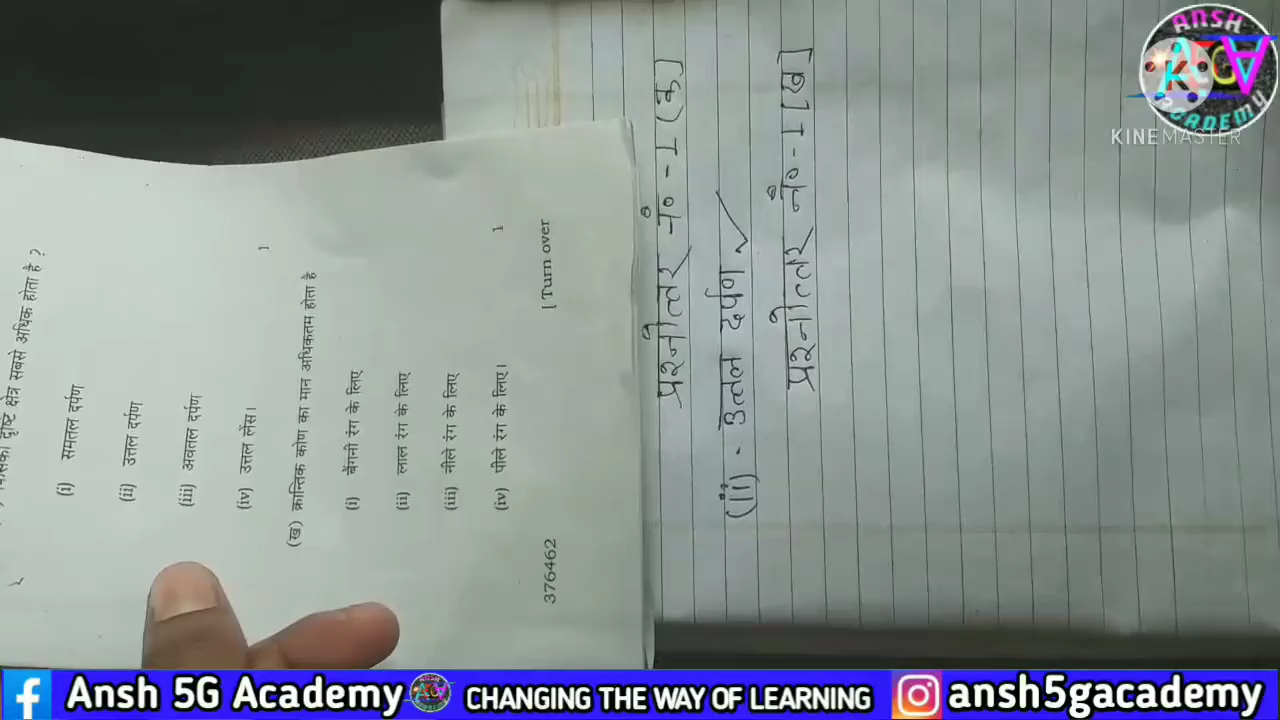 किसका दृष्टि क्षेत्र सबसे अधिक होता है ?
(i) समतल दर्पण
(ii) उत्तल दर्पण
(iii) अवतल दर्पण
(iv) उत्तल लेंस।
1
(ख) क्रान्तिक कोण का मान अधिकतम होता है
(i) बैंगनी रंग के लिए
(ii) लाल रंग के लिए
(iii) नीले रंग के लिए
(iv) पीले रंग के लिए।
1
376462
[ Turn over
प्रश्नोत्तर नं०-1 (क)
(ii) - उत्तल दर्पण
प्रश्नोत्तर नं०-1 [ख]
ANSH
A5GA
K
ACADEMY
KINEMASTER
Ansh 5G Academy
CHANGING THE WAY OF LEARNING
ansh5gacademy